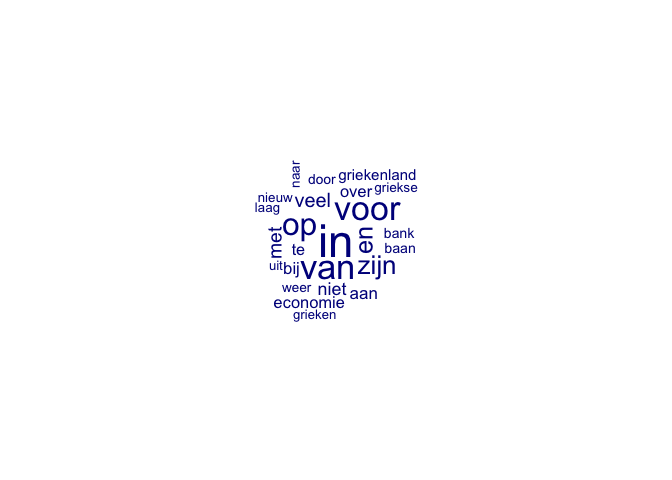 naar
door
griekenland
griekse
over
nieuw
laag
veel
voor
op
met
in
en
te
bank
baan
uit
bij
van
zijn
weer
niet
aan
economie
grieken